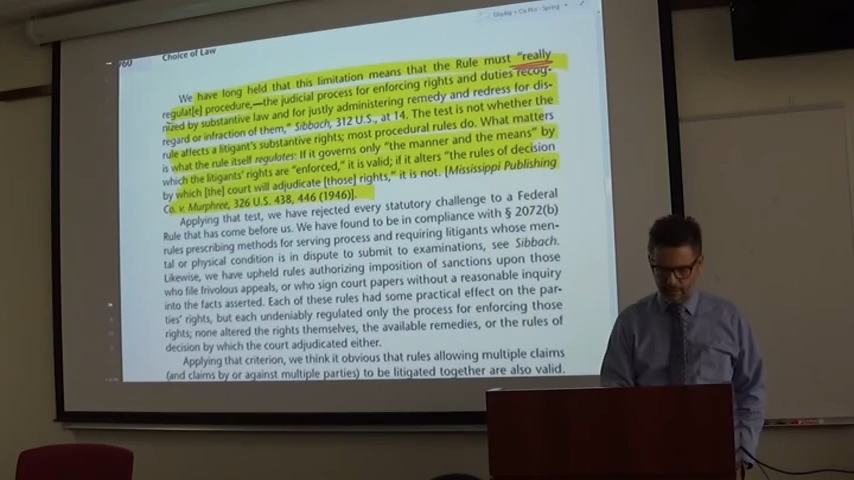 Display + Civ Pro - Spring
960
Choice of Law
We have long held that this limitation means that the Rule must "really
regulat[e] procedure,—the judicial process for enforcing rights and duties recog-
nized by substantive law and for justly administering remedy and redress for dis-
regard or infraction of them," Sibbach, 312 U.S., at 14. The test is not whether the
rule affects a litigant's substantive rights; most procedural rules do. What matters
is what the rule itself regulates: If it governs only "the manner and the means" by
which the litigants' rights are "enforced," it is valid; if it alters "the rules of decision
by which [the] court will adjudicate [those] rights," it is not. [Mississippi Publishing
Co. v. Murphree, 326 U.S. 438, 446 (1946)].
Applying that test, we have rejected every statutory challenge to a Federal
Rule that has come before us. We have found to be in compliance with § 2072(b)
rules prescribing methods for serving process and requiring litigants whose men-
tal or physical condition is in dispute to submit to examinations, see Sibbach.
Likewise, we have upheld rules authorizing imposition of sanctions upon those
who file frivolous appeals, or who sign court papers without a reasonable inquiry
into the facts asserted. Each of these rules had some practical effect on the par-
ties' rights, but each undeniably regulated only the process for enforcing those
rights; none altered the rights themselves, the available remedies, or the rules of
decision by which the court adjudicated either.
Applying that criterion, we think it obvious that rules allowing multiple claims
(and claims by or against multiple parties) to be litigated together are also valid.